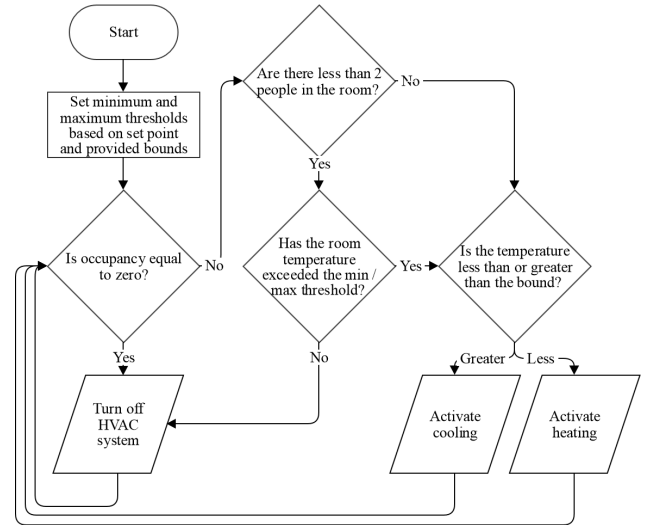 Start
Set minimum and
maximum thresholds
based on set point
and provided bounds
Is occupancy equal
to zero?
No
Yes
Turn off
HVAC
system
Are there less than 2
people in the room?
No
Yes
Has the room
temperature
exceeded the min /
max threshold?
Yes
No
Is the temperature
less than or greater
than the bound?
Greater
Less
Activate
cooling
Activate
heating